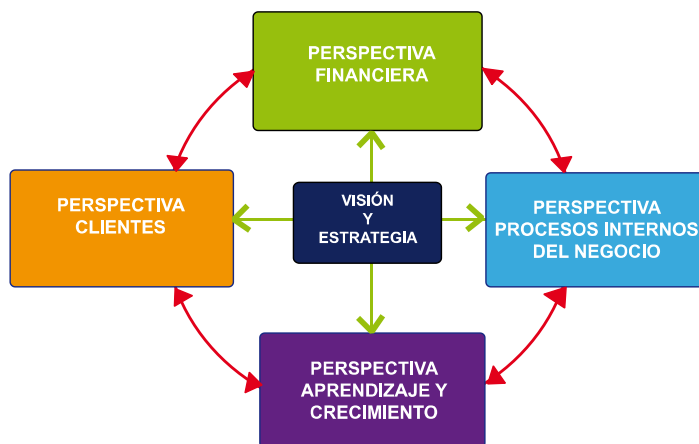 PERSPECTIVA
FINANCIERA
PERSPECTIVA
CLIENTES
VISIÓN
Y
ESTRATEGIA
PERSPECTIVA
PROCESOS INTERNOS
DEL NEGOCIO
PERSPECTIVA
APRENDIZAJE Y
CRECIMIENTO